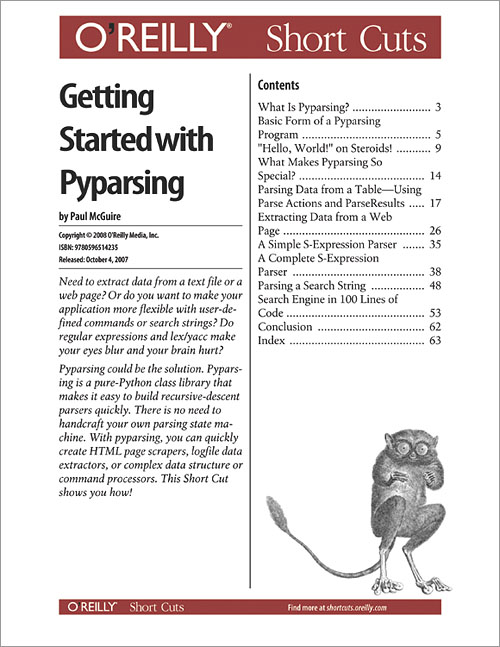 O'REILLY® Short Cuts
Getting
Started with
Pyparsing
by Paul McGuire
Copyright © 2008 O'Reilly Media, Inc.
ISBN: 9780596514235
Released: October 4, 2007
Need to extract data from a text file or a
web page? Or do you want to make your
application more flexible with user-de-
fined commands or search strings? Do
regular expressions and lex/yacc make
your eyes blur and your brain hurt?
Pyparsing could be the solution. Pypars-
ing is a pure-Python class library that
makes it easy to build recursive-descent
parsers quickly. There is no need to
handcraft your own parsing state ma-
chine. With pyparsing, you can quickly
create HTML page scrapers, logfile data
extractors, or complex data structure or
command processors. This Short Cut
shows you how!
Contents
What Is Pyparsing? ......................... 3
Basic Form of a Pyparsing
Program ........................................ 5
"Hello, World!" on Steroids! ........... 9
What Makes Pyparsing So
Special? ........................................ 14
Parsing Data from a Table—Using
Parse Actions and ParseResults ..... 17
Extracting Data from a Web
Page ............................................. 26
A Simple S-Expression Parser ....... 35
A Complete S-Expression
Parser ........................................... 38
Parsing a Search String ................. 48
Search Engine in 100 Lines of
Code ............................................ 53
Conclusion .................................. 62
Index ............................................ 63
O'REILLY® Short Cuts
Find more at shortcuts.oreilly.com